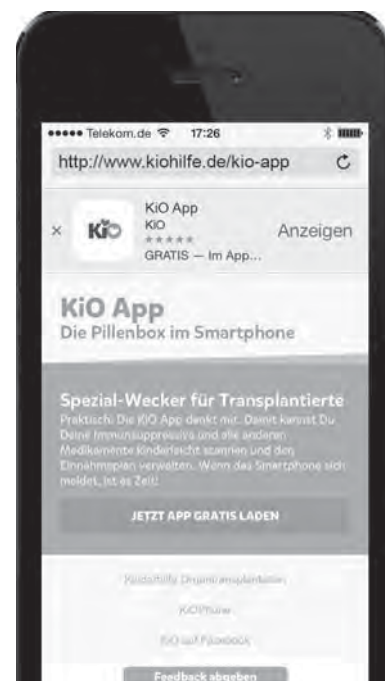 Telekom.de 17:26
http://www.kiohilfe.de/kio-app
KiO App
× KiO KiO Anzeigen
★★★★★
GRATIS – Im App...
KiO App
Die Pillenbox im Smartphone
Spezial-Wecker für Transplantierte
Praktisch: Die KiO App denkt mit. Damit kannst Du
Deine Immunsuppressiva und alle anderen
Medikamente kinderleicht scannen und den
Einnahmeplan verwalten. Wenn das Smartphone sich
meldet, ist es Zeit!
JETZT APP GRATIS LADEN
Kinderhilfe Organtransplantation
KiO auf Facebook
Feedback abgeben